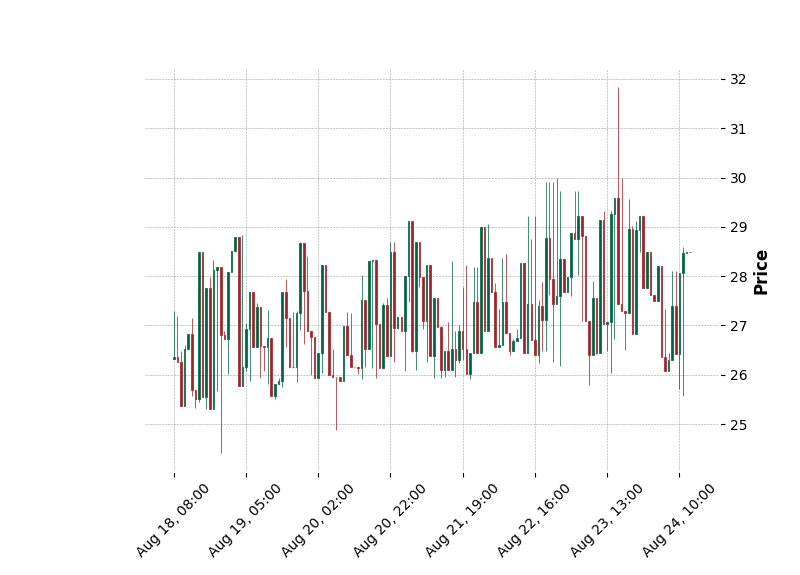 32
31
30
29
28
27
26
25
Price
Aug 18, 08:00
Aug 19, 05:00
Aug 20, 02:00
Aug 20, 22:00
Aug 21, 19:00
Aug 22, 16:00
Aug 23, 13:00
Aug 24, 10:00